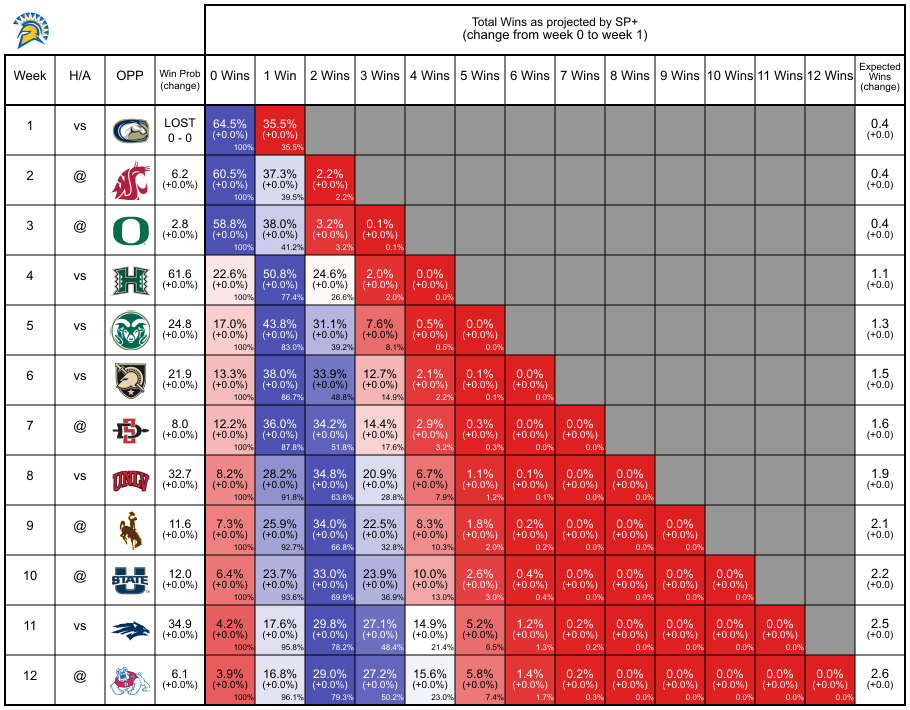 Total Wins as projected by SP+
(change from week 0 to week 1)
Week H/A OPP Win Prob (change) 0 Wins 1 Win 2 Wins 3 Wins 4 Wins 5 Wins 6 Wins 7 Wins 8 Wins 9 Wins 10 Wins 11 Wins 12 Wins Expected Wins (change)
1 vs LOST 64.5% 35.5% 0.4
0 - 0 (+0.0%) (+0.0%) (+0.0)
100% 35.5%
2 @ 6.2 60.5% 37.3% 2.2% 0.4
(+0.0%) (+0.0%) (+0.0%) (+0.0%) (+0.0)
100% 39.5% 2.2%
3 @ O 2.8 58.8% 38.0% 3.2% 0.1% 0.4
(+0.0%) (+0.0%) (+0.0%) (+0.0%) (+0.0%) (+0.0)
100% 41.2% 3.2% 0.1%
4 vs H 61.6 22.6% 50.8% 24.6% 2.0% 0.0% 1.1
(+0.0%) (+0.0%) (+0.0%) (+0.0%) (+0.0%) (+0.0%) (+0.0)
100% 77.4% 26.6% 2.0% 0.0%
5 vs 24.8 17.0% 43.8% 31.1% 7.6% 0.5% 0.0% 1.3
(+0.0%) (+0.0%) (+0.0%) (+0.0%) (+0.0%) (+0.0%) (+0.0%) (+0.0)
100% 83.0% 39.2% 8.1% 0.5% 0.0%
6 vs 21.9 13.3% 38.0% 33.9% 12.7% 2.1% 0.1% 0.0% 1.5
(+0.0%) (+0.0%) (+0.0%) (+0.0%) (+0.0%) (+0.0%) (+0.0%) (+0.0%) (+0.0)
100% 86.7% 48.8% 14.9% 2.2% 0.1% 0.0%
7 @ SD 8.0 12.2% 36.0% 34.2% 14.4% 2.9% 0.3% 0.0% 0.0% 1.6
(+0.0%) (+0.0%) (+0.0%) (+0.0%) (+0.0%) (+0.0%) (+0.0%) (+0.0%) (+0.0%) (+0.0)
100% 87.8% 51.8% 17.6% 3.2% 0.3% 0.0% 0.0%
8 vs UNLV 32.7 8.2% 28.2% 34.8% 20.9% 6.7% 1.1% 0.1% 0.0% 0.0% 1.9
(+0.0%) (+0.0%) (+0.0%) (+0.0%) (+0.0%) (+0.0%) (+0.0%) (+0.0%) (+0.0%) (+0.0%) (+0.0)
100% 91.8% 63.6% 28.8% 7.9% 1.2% 0.1% 0.0% 0.0%
9 @ 11.6 7.3% 25.9% 34.0% 22.5% 8.3% 1.8% 0.2% 0.0% 0.0% 0.0% 2.1
(+0.0%) (+0.0%) (+0.0%) (+0.0%) (+0.0%) (+0.0%) (+0.0%) (+0.0%) (+0.0%) (+0.0%) (+0.0%) (+0.0)
100% 92.7% 66.8% 32.8% 10.3% 2.0% 0.2% 0.0% 0.0% 0.0%
10 @ STATE 12.0 6.4% 23.7% 33.0% 23.9% 10.0% 2.6% 0.4% 0.0% 0.0% 0.0% 0.0% 2.2
(+0.0%) (+0.0%) (+0.0%) (+0.0%) (+0.0%) (+0.0%) (+0.0%) (+0.0%) (+0.0%) (+0.0%) (+0.0%) (+0.0%) (+0.0)
100% 93.6% 69.9% 36.9% 13.0% 3.0% 0.4% 0.0% 0.0% 0.0% 0.0%
11 vs 34.9 4.2% 17.6% 29.8% 27.1% 14.9% 5.2% 1.2% 0.2% 0.0% 0.0% 0.0% 0.0% 2.5
(+0.0%) (+0.0%) (+0.0%) (+0.0%) (+0.0%) (+0.0%) (+0.0%) (+0.0%) (+0.0%) (+0.0%) (+0.0%) (+0.0%) (+0.0%) (+0.0)
100% 95.8% 78.2% 48.4% 21.4% 6.5% 1.3% 0.2% 0.0% 0.0% 0.0% 0.0%
12 @ 6.1 3.9% 16.8% 29.0% 27.2% 15.6% 5.8% 1.4% 0.2% 0.0% 0.0% 0.0% 0.0% 0.0% 2.6
(+0.0%) (+0.0%) (+0.0%) (+0.0%) (+0.0%) (+0.0%) (+0.0%) (+0.0%) (+0.0%) (+0.0%) (+0.0%) (+0.0%) (+0.0%) (+0.0%) (+0.0)
100% 96.1% 79.3% 50.2% 23.0% 7.4% 1.7% 0.3% 0.0% 0.0% 0.0% 0.0% 0.0%